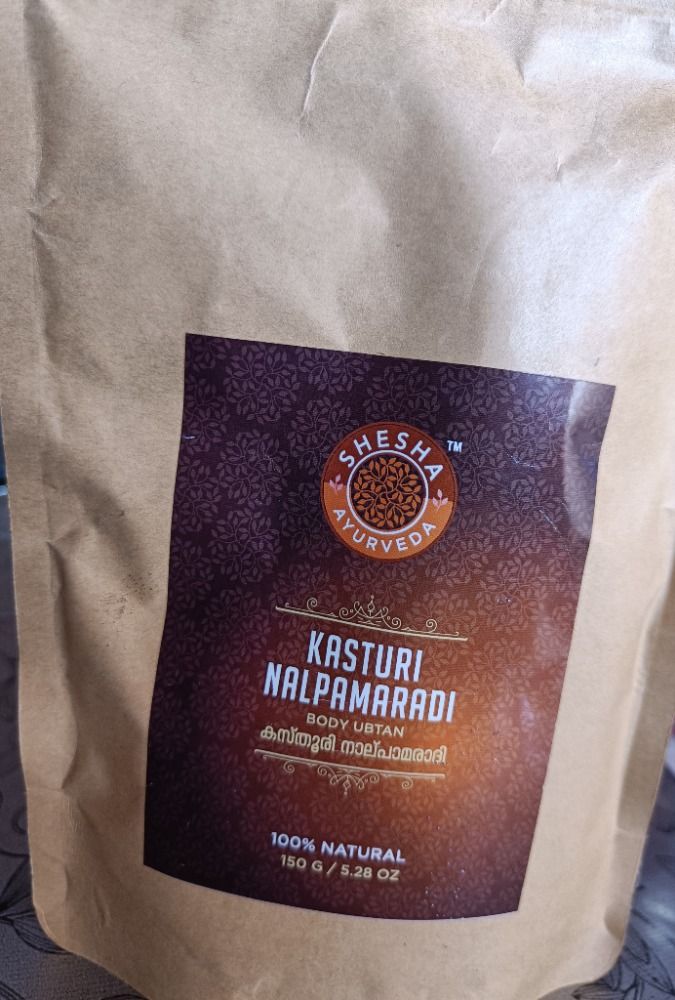 SHESHA
AYURVEDA
TM
KASTURI
NALPAMARADI
BODY UBTAN
കസ്തൂരി നാല്പാമരാദി
100% NATURAL
150 G / 5.28 OZ